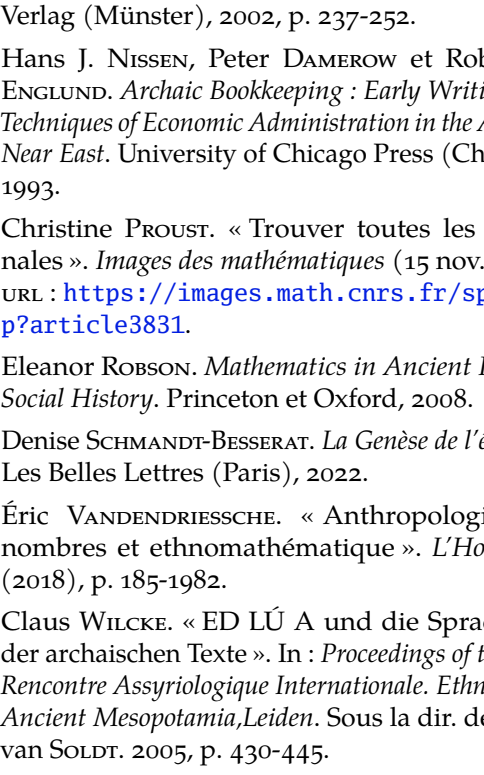 Verlag (Münster), 2002, p. 237-252.
Hans J. Nissen, Peter Damerow et Rob
Englund. Archaic Bookkeeping : Early Writi
Techniques of Economic Administration in the A
Near East. University of Chicago Press (Ch
1993.
Christine Proust. « Trouver toutes les
nales ». Images des mathématiques (15 nov.
url : https://images.math.cnrs.fr/sp
p?article3831.
Eleanor Robson. Mathematics in Ancient I
Social History. Princeton et Oxford, 2008.
Denise Schmandt-Besserat. La Genèse de l'é
Les Belles Lettres (Paris), 2022.
Éric Vandendriessche. « Anthropologi
nombres et ethnomathématique ». L'Ho
(2018), p. 185-1982.
Claus Wilcke. « ED LÚ A und die Spra
der archaischen Texte ». In : Proceedings of t
Rencontre Assyriologique Internationale. Ethn
Ancient Mesopotamia,Leiden. Sous la dir. de
van Soldt. 2005, p. 430-445.